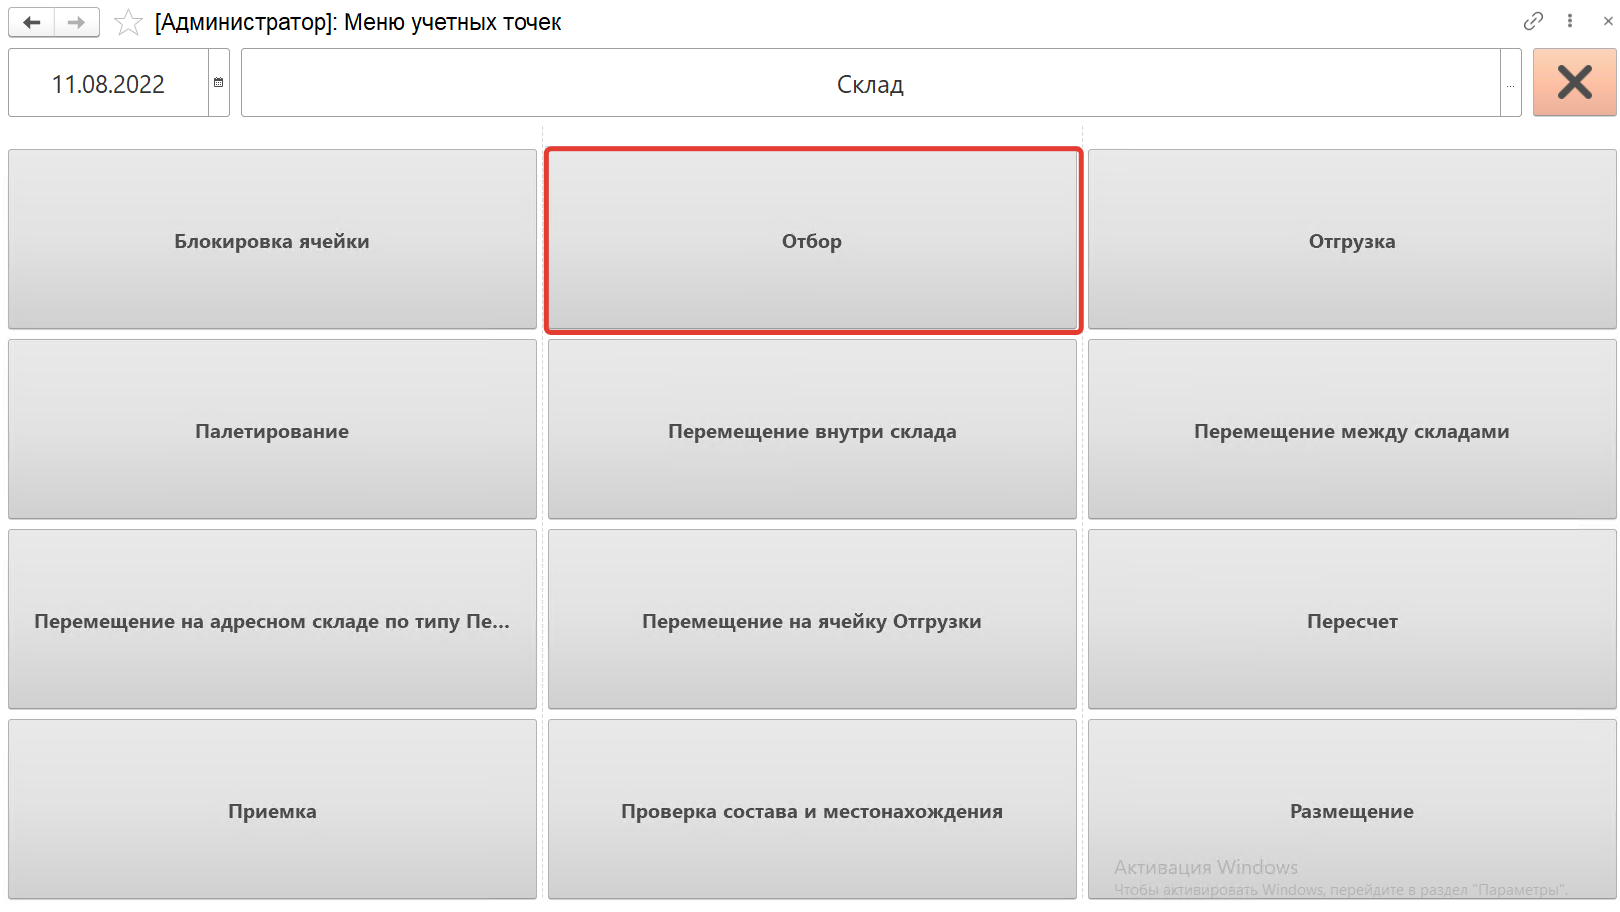 [Администратор]: Меню учетных точек
11.08.2022
Склад
...
Блокировка ячейки
Отбор
Отгрузка
Палетирование
Перемещение внутри склада
Перемещение между складами
Перемещение на адресном складе по типу Пе...
Перемещение на ячейку Отгрузки
Пересчет
Приемка
Проверка состава и местонахождения
Размещение
Активация Windows
Чтобы активировать Windows, перейдите в раздел "Параметры".